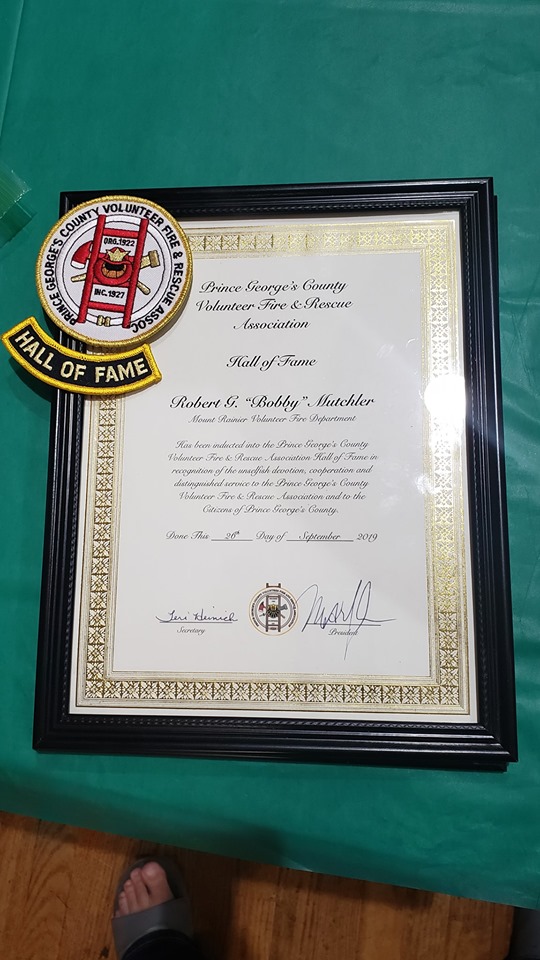 PRINCE GEORGE'S COUNTY VOLUNTEER FIRE & RESCUE ASSOC.
ORG. 1922
INC. 1927
HALL OF FAME
Prince George's County
Volunteer Fire & Rescue
Association
Hall of Fame
Robert G. "Bobby" Mutchler
Mount Rainier Volunteer Fire Department
Has been inducted into the Prince George's County
Volunteer Fire & Rescue Association Hall of Fame in
recognition of the unselfish devotion, cooperation and
distinguished service to the Prince George's County
Volunteer Fire & Rescue Association and to the
Citizens of Prince George's County.
Done This 26th Day of September 2019
Teri Heinrich
Secretary
President